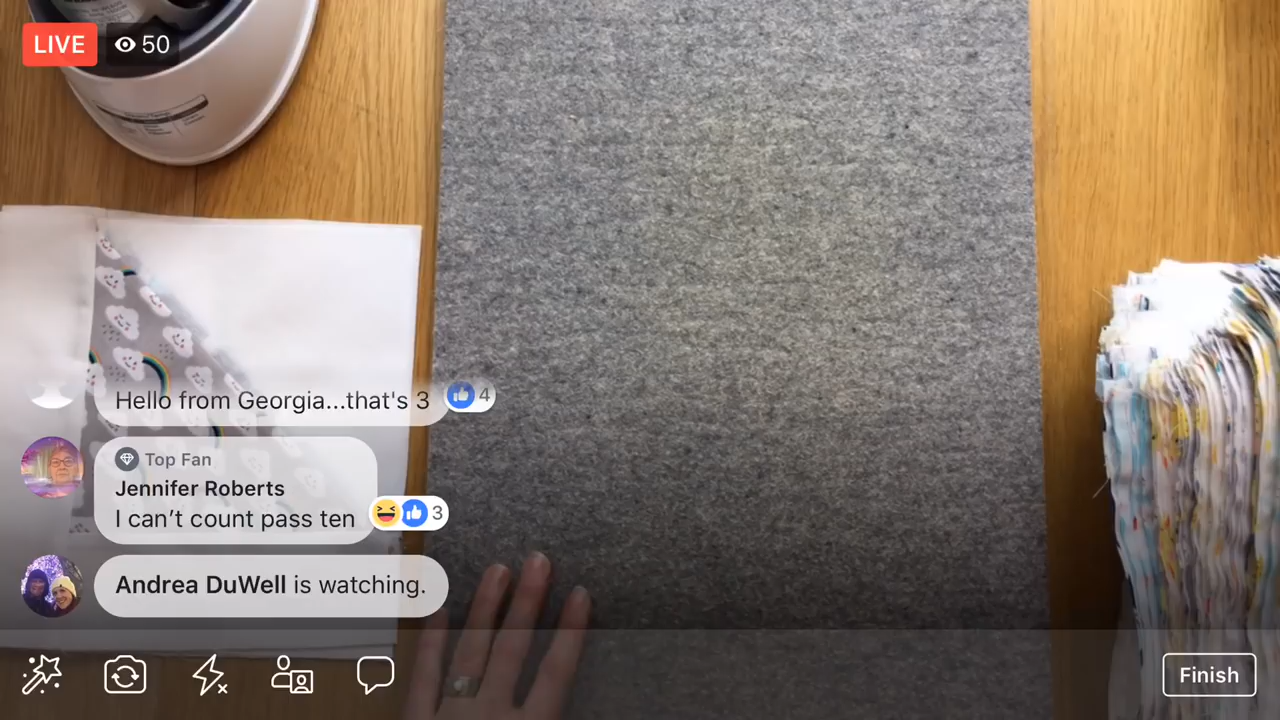 LIVE
50
Hello from Georgia...that's 3
4
Top Fan
Jennifer Roberts
I can’t count pass ten
3
Andrea DuWell is watching.
Finish